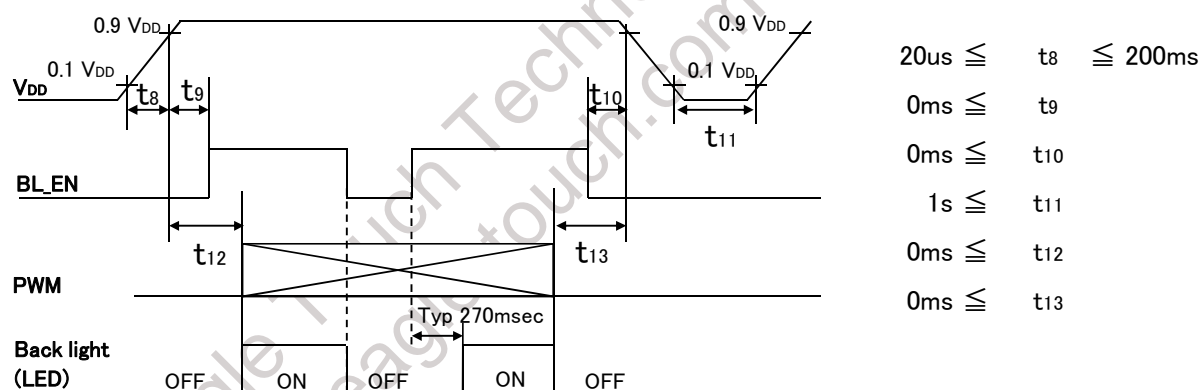 0.9 VDD
0.9 VDD
0.1 VDD
0.1 VDD
VDD
t8
t9
t10
t11
BL_EN
t12
t13
PWM
Typ 270msec
Back light
(LED)
OFF
ON
OFF
ON
OFF
20us ≦ t8 ≦ 200ms
0ms ≦ t9
0ms ≦ t10
1s ≦ t11
0ms ≦ t12
0ms ≦ t13